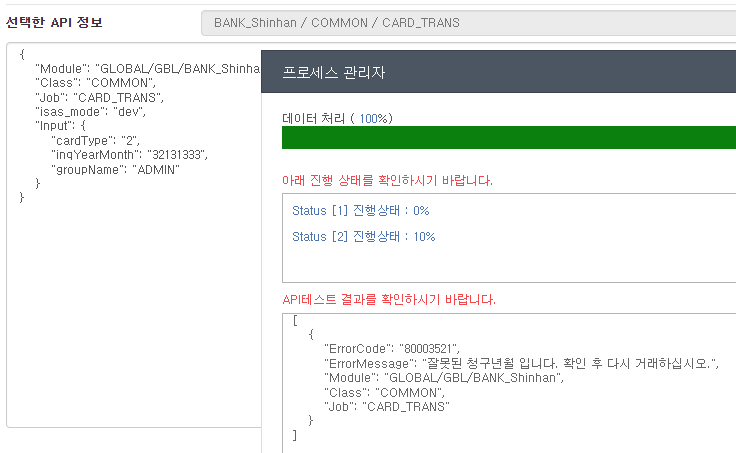 선택한 API 정보
BANK_Shinhan / COMMON / CARD_TRANS
{
"Module": "GLOBAL/GBL/BANK_Shinha
"Class": "COMMON",
"Job": "CARD_TRANS",
"isas_mode": "dev",
"Input": {
"cardType": "2",
"inqYearMonth": "32131333",
"groupName": "ADMIN"
}
}
프로세스 관리자
데이터 처리 ( 100%)
아래 진행 상태를 확인하시기 바랍니다.
Status [1] 진행상태 : 0%
Status [2] 진행상태 : 10%
API테스트 결과를 확인하시기 바랍니다.
[
{
"ErrorCode": "80003521",
"ErrorMessage": "잘못된 청구년월 입니다. 확인 후 다시 거래하십시오.",
"Module": "GLOBAL/GBL/BANK_Shinhan",
"Class": "COMMON",
"Job": "CARD_TRANS"
}
]